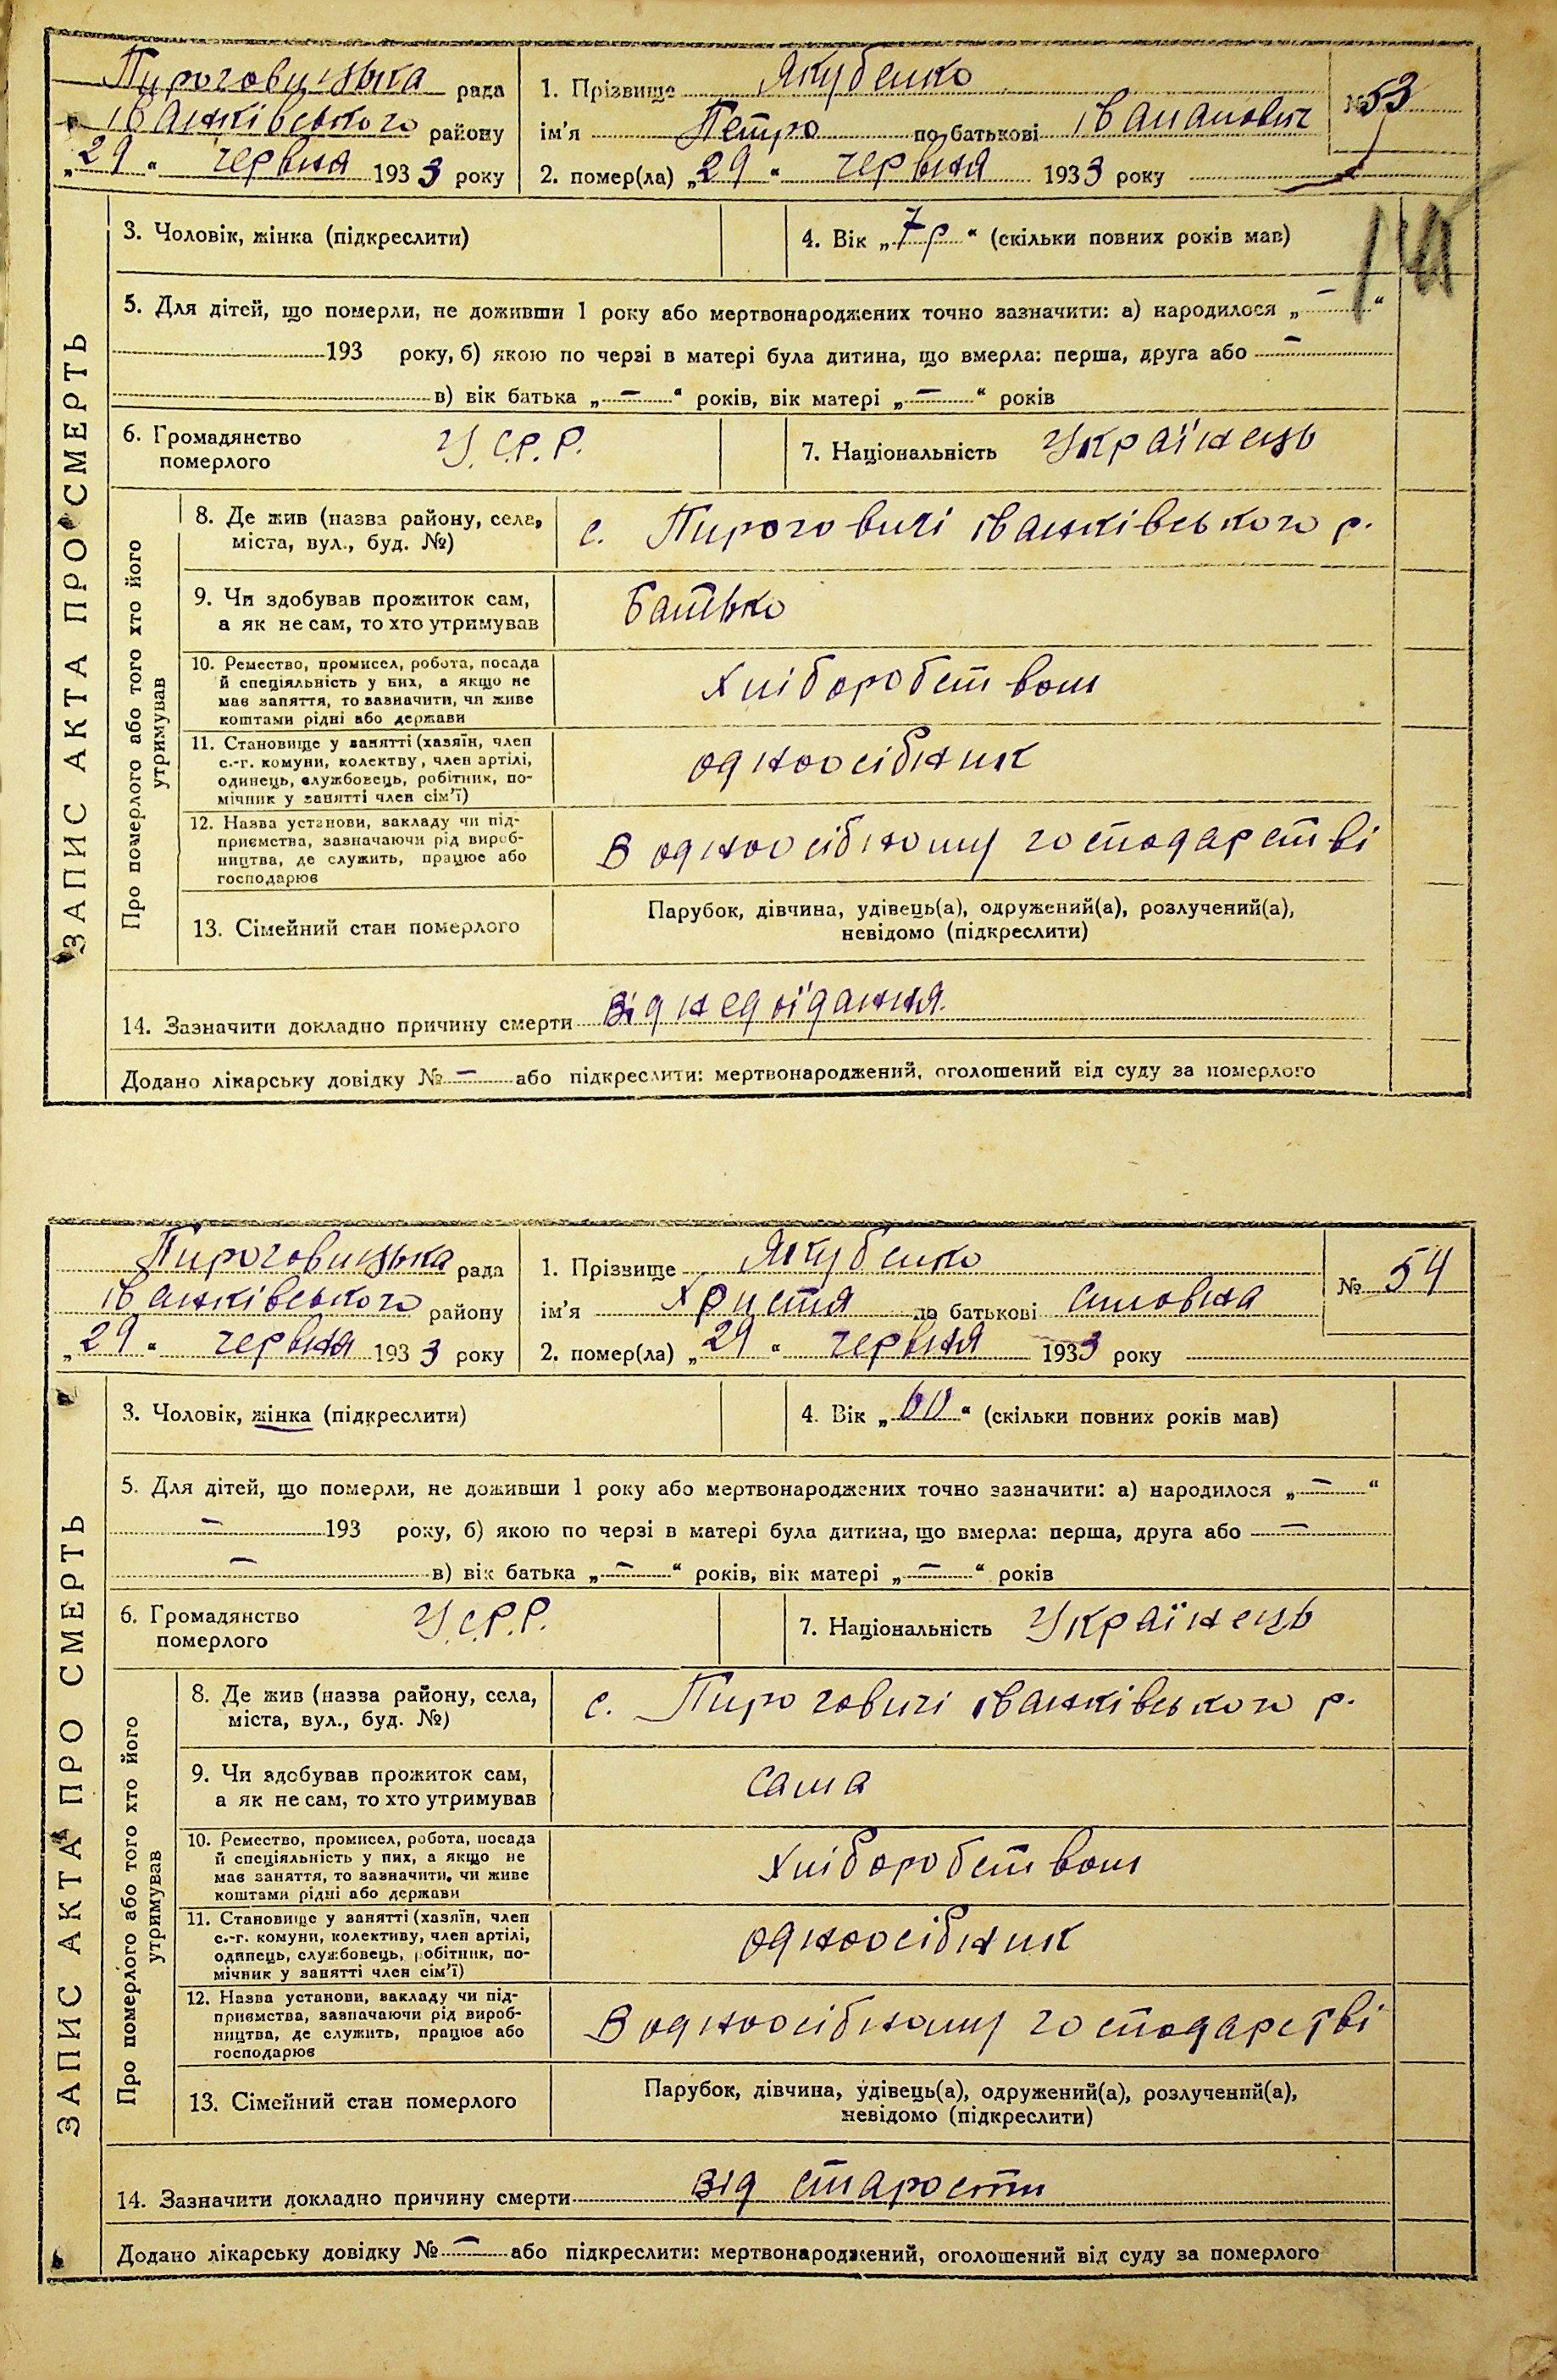 Пироговицька рада
Іванківського району
„29“ червня 1933 року
1. Прізвище Якубенко
ім'я Петро по батькові Івананович
2. помер(ла) „29“ червня 1933 року
№ 53
3. Чоловік, жінка (підкреслити)
4. Вік „7 р“ (скільки повних років мав)
5. Для дітей, що померли, не доживши 1 року або мертвонароджених точно зазначити: а) народилося „—“
193 року, б) якою по черзі в матері була дитина, що вмерла: перша, друга або —
в) вік батька „—“ років, вік матері „—“ років
6. Громадянство
померлого
У.С.Р.Р.
7. Національність Українець
ЗАПИС АКТА ПРО СМЕРТЬ
Про померлого або того хто його
утримував
8. Де жив (назва району, села,
міста, вул., буд. №)
с. Пироговичі Іванківського р.
9. Чи здобував прожиток сам,
а як не сам, то хто утримував
Батько
10. Ремество, промисел, робота, посада
й спеціяльність у них, а якщо не
мав заняття, то зазначити, чи живе
коштами рідні або держави
Хліборобством
11. Становище у занятті (хазяїн, член
с.-г. комуни, колектву, член артілі,
одинець, службовець, робітник, по-
мічник у занятті член сім'ї)
одноосібник
12. Назва установи, закладу чи під-
приємства, зазначаючи рід вироб-
ництва, де служить, працює або
господарює
В одноосібному господарстві
13. Сімейний стан померлого
Парубок, дівчина, удівець(а), одружений(а), розлучений(а),
невідомо (підкреслити)
14. Зазначити докладно причину смерти Від недоїдання.
Додано лікарську довідку № — або підкреслити: мертвонароджений, оголошений від суду за померлого
Пироговицька рада
Іванківського району
„29“ червня 1933 року
1. Прізвище Якубенко
ім'я Христя по батькові
2. помер(ла) „29“ червня 1933 року
№ 54
3. Чоловік, жінка (підкреслити)
4. Вік „60“ (скільки повних років мав)
5. Для дітей, що померли, не доживши 1 року або мертвонароджених точно зазначити: а) народилося „—“
— 193 року, б) якою по черзі в матері була дитина, що вмерла: перша, друга або —
— в) вік батька „—“ років, вік матері „—“ років
6. Громадянство
померлого
У.С.Р.Р.
7. Національність Українець
ЗАПИС АКТА ПРО СМЕРТЬ
Про померлого або того хто його
утримував
8. Де жив (назва району, села,
міста, вул., буд. №)
с. Пироговичі Іванківського р.
9. Чи здобував прожиток сам,
а як не сам, то хто утримував
сама
10. Ремество, промисел, робота, посада
й спеціяльність у них, а якщо не
має заняття, то зазначити, чи живе
коштами рідні або держави
Хліборобством
11. Становище у занятті (хазяїн, член
с.-г. комуни, колективу, член артілі,
одинець, службовець, робітник, по-
мічник у занятті член сім'ї)
одноосібник
12. Назва установи, закладу чи під-
приємства, зазначаючи рід вироб-
ництва, де служить, працює або
господарює
В одноосібному господарстві
13. Сімейний стан померлого
Парубок, дівчина, удівець(а), одружений(а), розлучений(а),
невідомо (підкреслити)
14. Зазначити докладно причину смерти від старости
Додано лікарську довідку № — або підкреслити: мертвонароджений, оголошений від суду за померлого